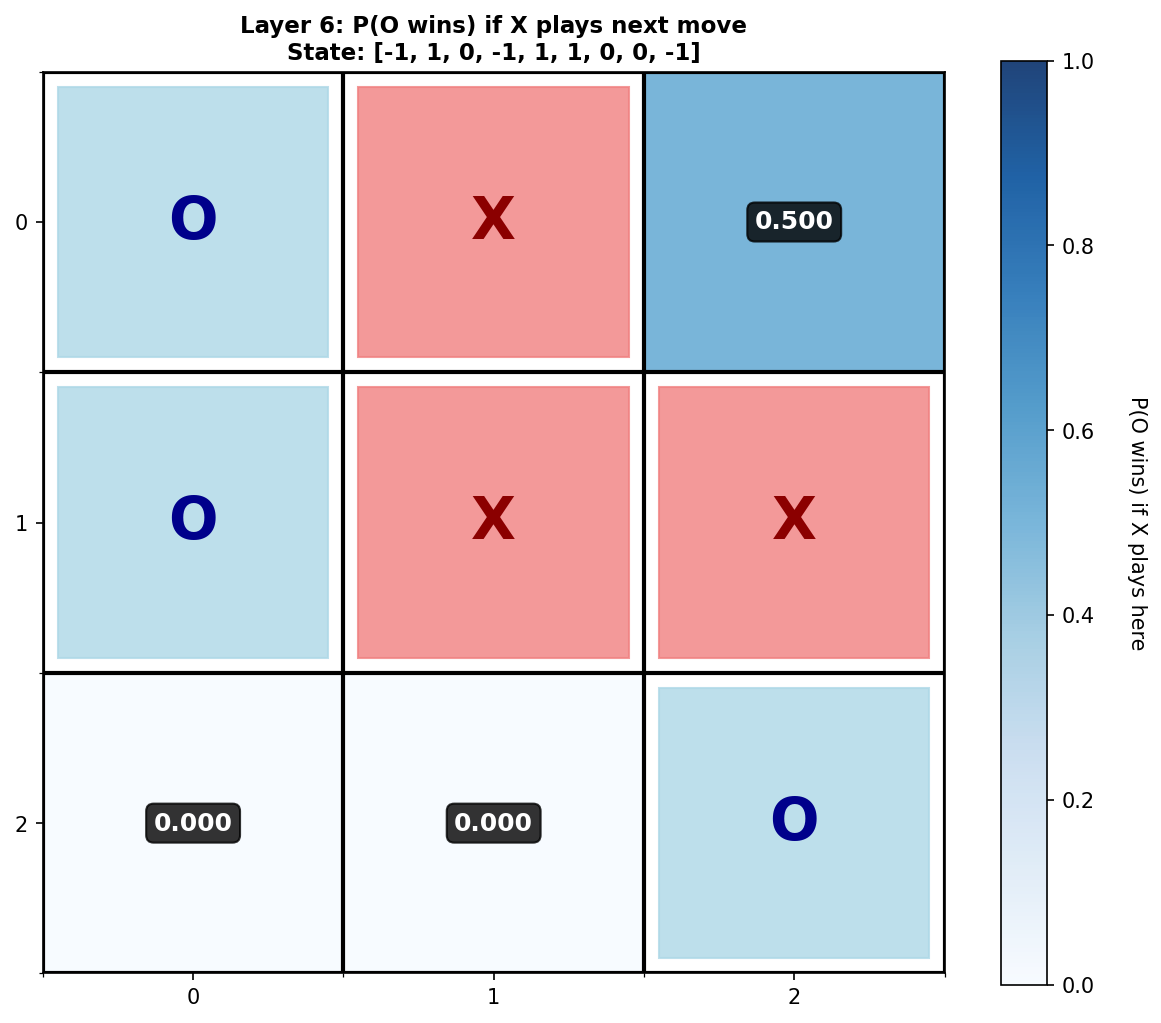 Layer 6: P(O wins) if X plays next move
State: [-1, 1, 0, -1, 1, 1, 0, 0, -1]
0
O
X
0.500
1
O
X
X
2
0.000
0.000
O
0
1
2
1.0
0.8
0.6
0.4
0.2
0.0
P(O wins) if X plays here